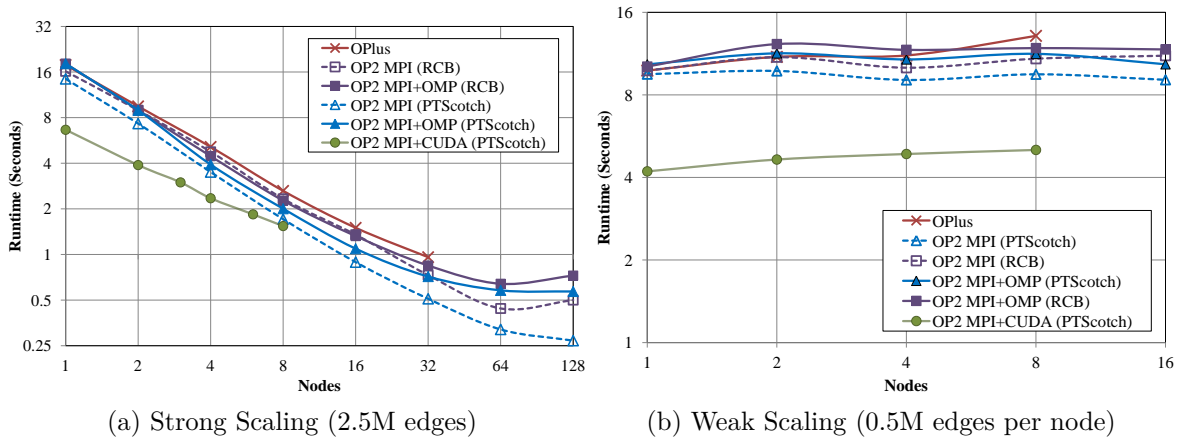 32
16
8
4
2
1
0.5
0.25
Runtime (Seconds)
1 2 4 8 16 32 64 128
Nodes
OPlus
OP2 MPI (RCB)
OP2 MPI+OMP (RCB)
OP2 MPI (PTScotch)
OP2 MPI+OMP (PTScotch)
OP2 MPI+CUDA (PTScotch)
(a) Strong Scaling (2.5M edges)
16
8
4
2
1
Runtime (Seconds)
1 2 4 8 16
Nodes
OPlus
OP2 MPI (PTScotch)
OP2 MPI (RCB)
OP2 MPI+OMP (PTScotch)
OP2 MPI+OMP (RCB)
OP2 MPI+CUDA (PTScotch)
(b) Weak Scaling (0.5M edges per node)